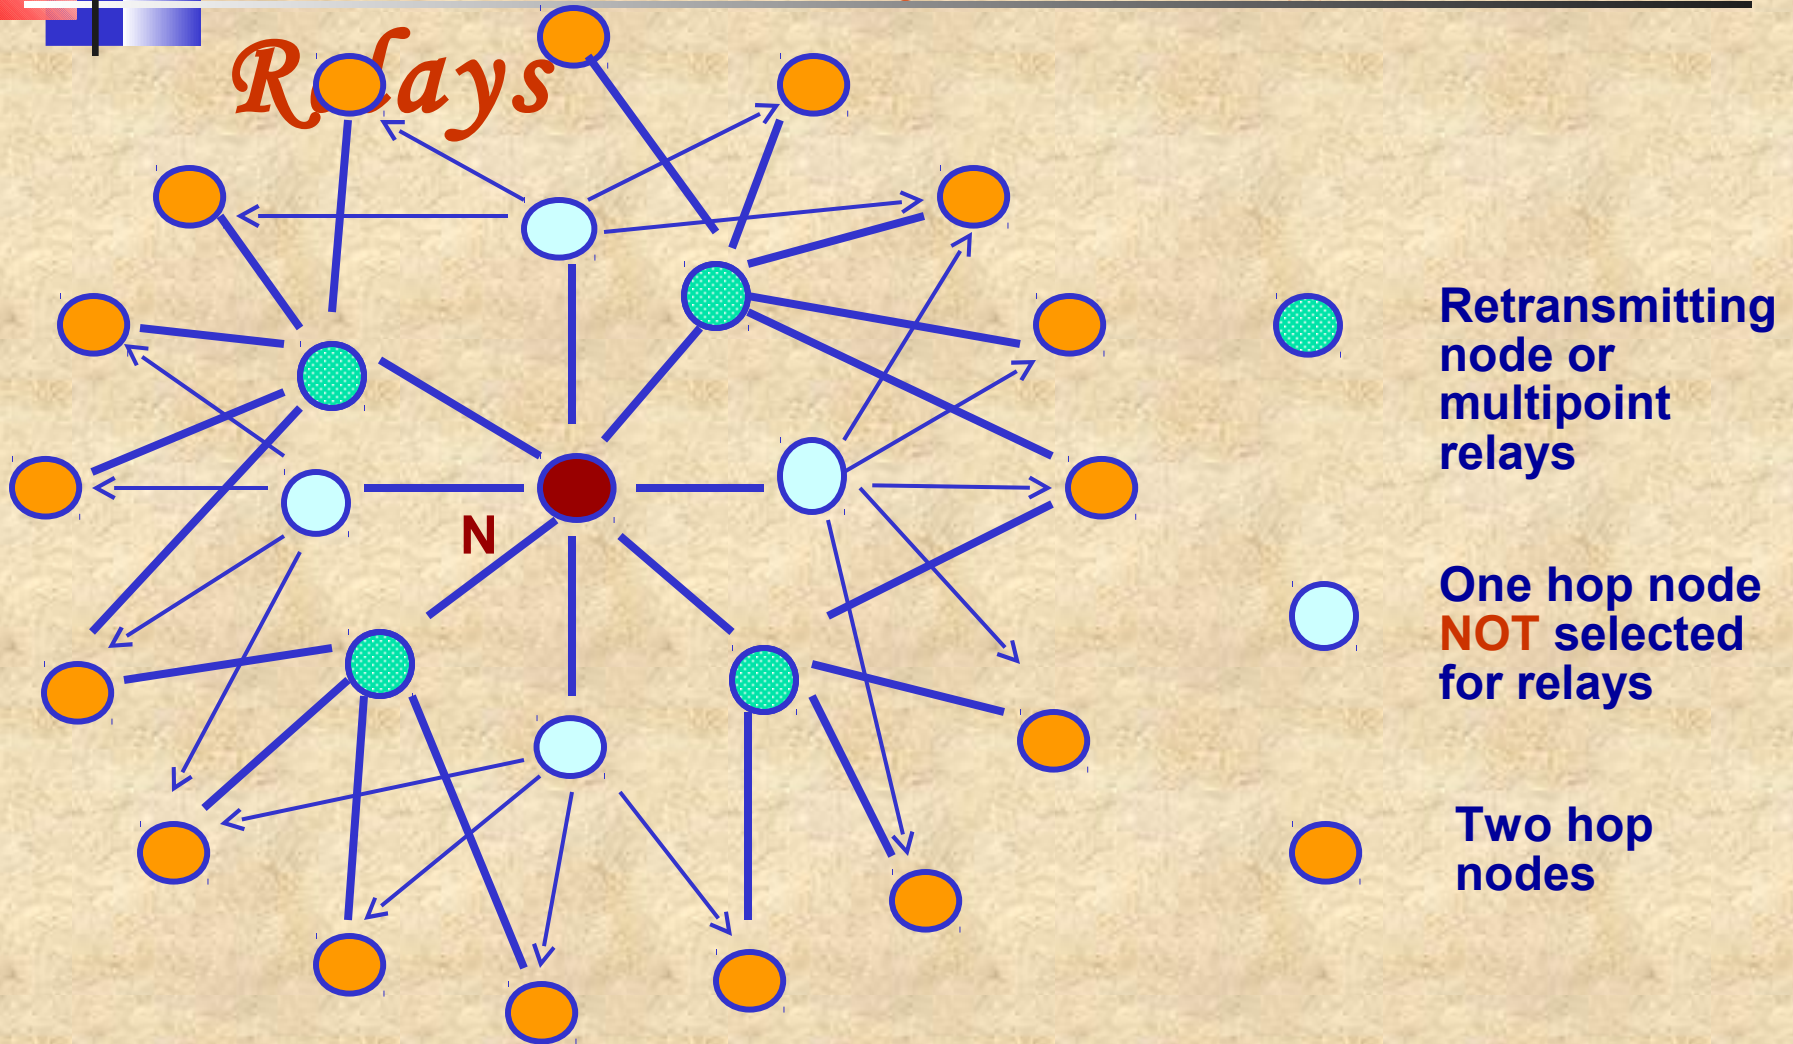 Relays
N
Retransmitting
node or
multipoint
relays
One hop node
NOT selected
for relays
Two hop
nodes